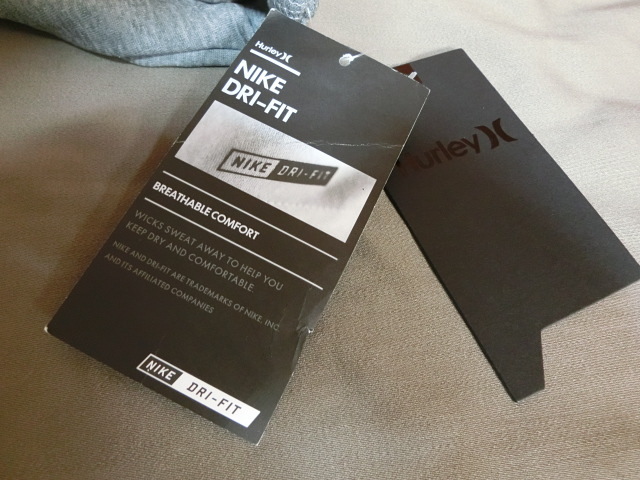 Hurley
NIKE
DRI-FIT
NIKE DRI-FIT
BREATHABLE COMFORT
WICKS SWEAT AWAY TO HELP YOU
KEEP DRY AND COMFORTABLE.
NIKE AND DRI-FIT ARE TRADEMARKS OF NIKE, INC
AND ITS AFFILIATED COMPANIES
NIKE DRI-FIT
Hurley